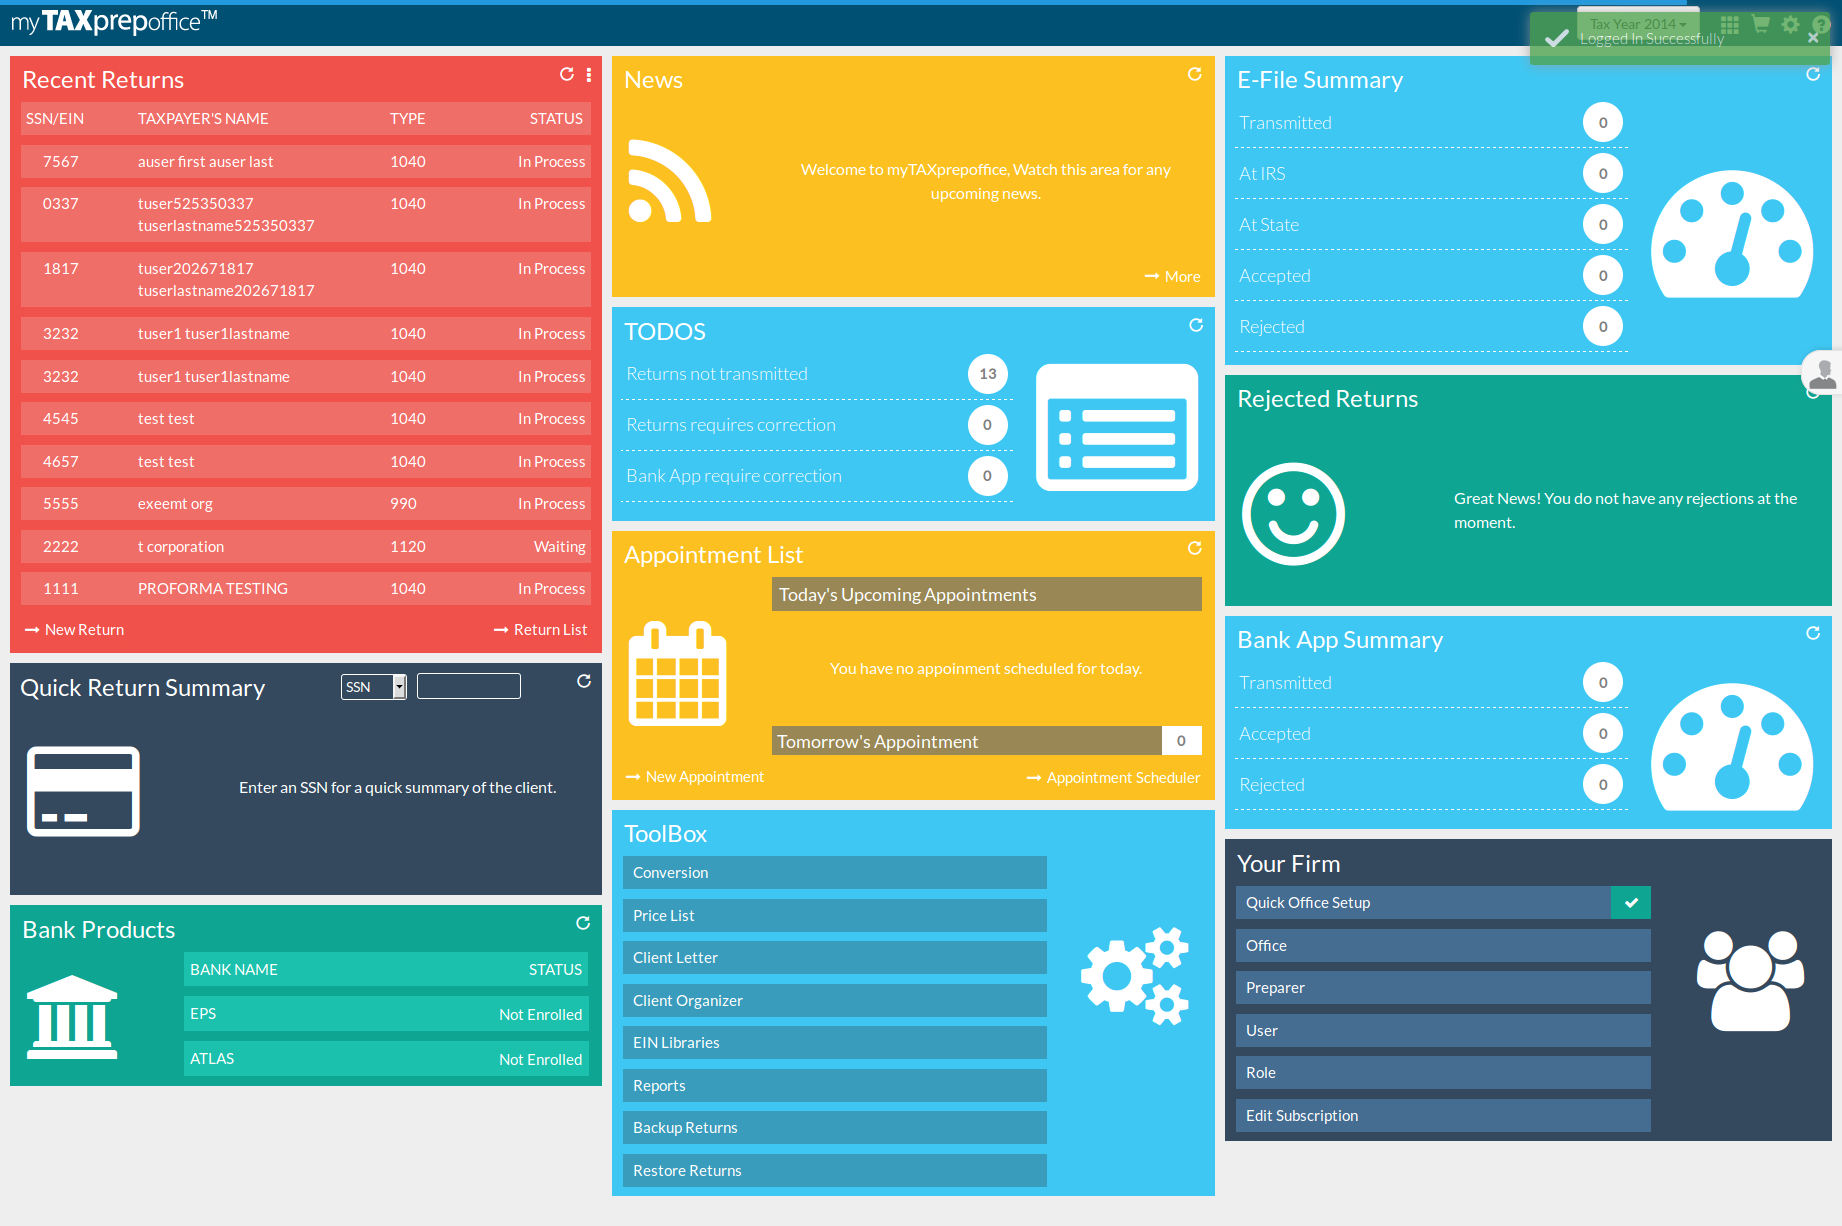 my TAXprepoffice™
Tax Year 2014
Logged In Successfully
Recent Returns
SSN/EIN TAXPAYER'S NAME TYPE STATUS
7567 auser first auser last 1040 In Process
0337 tuser525350337 1040 In Process
tuserlastname525350337
1817 tuser202671817 1040 In Process
tuserlastname202671817
3232 tuser1 tuser1lastname 1040 In Process
3232 tuser1 tuser1lastname 1040 In Process
4545 test test 1040 In Process
4657 test test 1040 In Process
5555 exeemt org 990 In Process
2222 t corporation 1120 Waiting
1111 PROFORMA TESTING 1040 In Process
New Return Return List
Quick Return Summary SSN
Enter an SSN for a quick summary of the client.
Bank Products
BANK NAME STATUS
EPS Not Enrolled
ATLAS Not Enrolled
News
Welcome to myTAXprepoffice, Watch this area for any
upcoming news.
More
TODOS
Returns not transmitted 13
Returns requires correction 0
Bank App require correction 0
Appointment List
Today's Upcoming Appointments
You have no appoinment scheduled for today.
Tomorrow's Appointment 0
New Appointment Appointment Scheduler
ToolBox
Conversion
Price List
Client Letter
Client Organizer
EIN Libraries
Reports
Backup Returns
Restore Returns
E-File Summary
Transmitted 0
At IRS 0
At State 0
Accepted 0
Rejected 0
Rejected Returns
Great News! You do not have any rejections at the
moment.
Bank App Summary
Transmitted 0
Accepted 0
Rejected 0
Your Firm
Quick Office Setup
Office
Preparer
User
Role
Edit Subscription